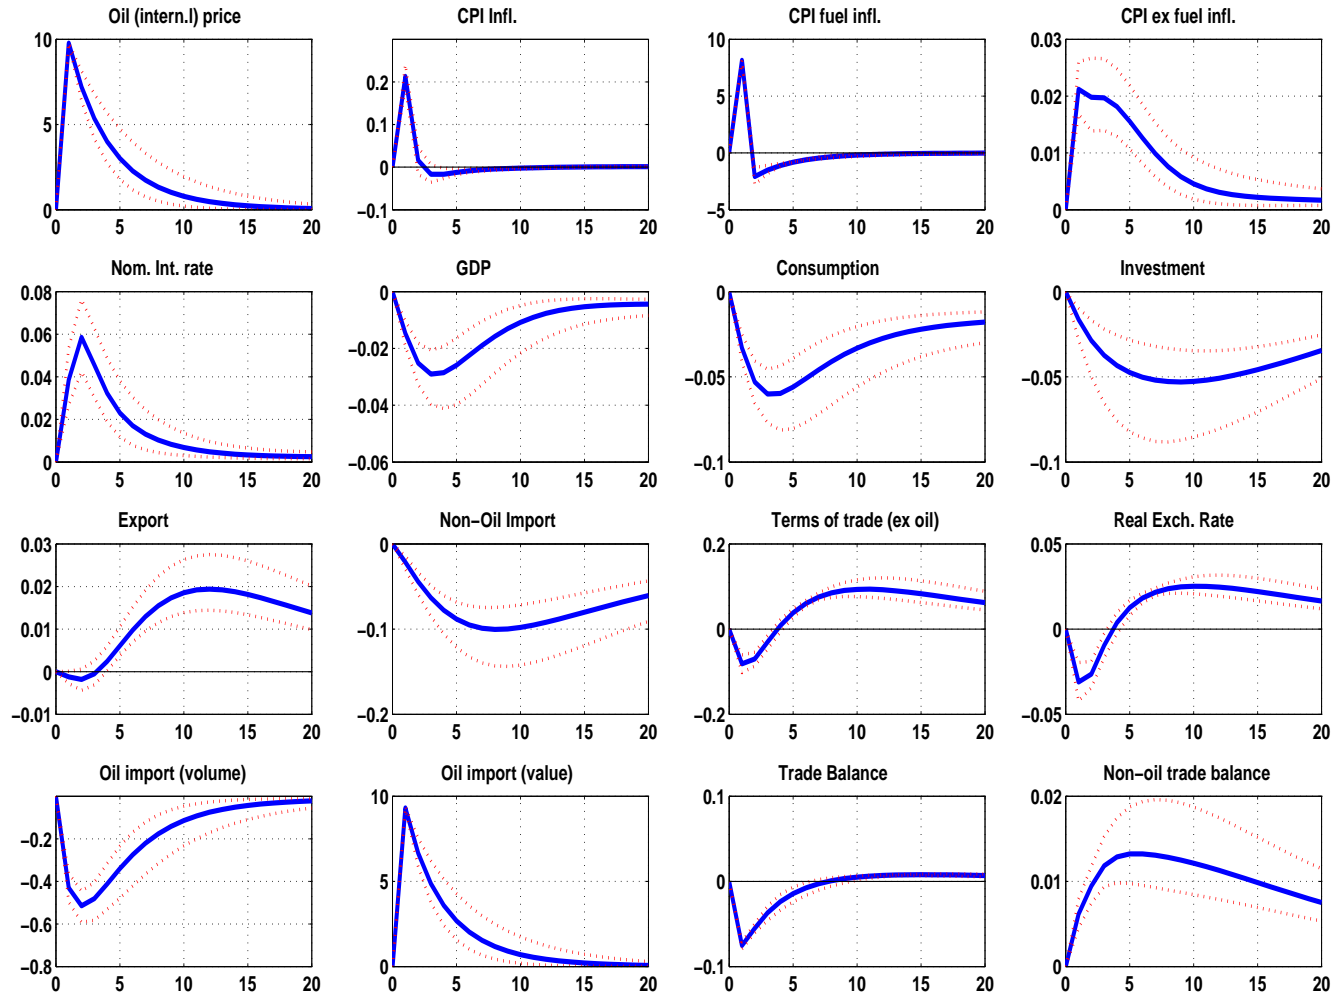 Oil (intern.l) price
CPI Infl.
CPI fuel infl.
CPI ex fuel infl.
10
5
0
0 5 10 15 20
0.2
0.1
0
−0.1
0 5 10 15 20
10
5
0
−5
0 5 10 15 20
0.03
0.02
0.01
0
0 5 10 15 20
Nom. Int. rate
GDP
Consumption
Investment
0.08
0.06
0.04
0.02
0
0 5 10 15 20
0
−0.02
−0.04
−0.06
0 5 10 15 20
0
−0.05
−0.1
0 5 10 15 20
0
−0.05
−0.1
0 5 10 15 20
Export
Non−Oil Import
Terms of trade (ex oil)
Real Exch. Rate
0.03
0.02
0.01
0
−0.01
0 5 10 15 20
0
−0.1
−0.2
0 5 10 15 20
0.2
0
−0.2
0 5 10 15 20
0.05
0
−0.05
0 5 10 15 20
Oil import (volume)
Oil import (value)
Trade Balance
Non−oil trade balance
−0.2
−0.4
−0.6
−0.8
0 5 10 15 20
10
5
0
0 5 10 15 20
0.1
0
−0.1
0 5 10 15 20
0.02
0.01
0
0 5 10 15 20